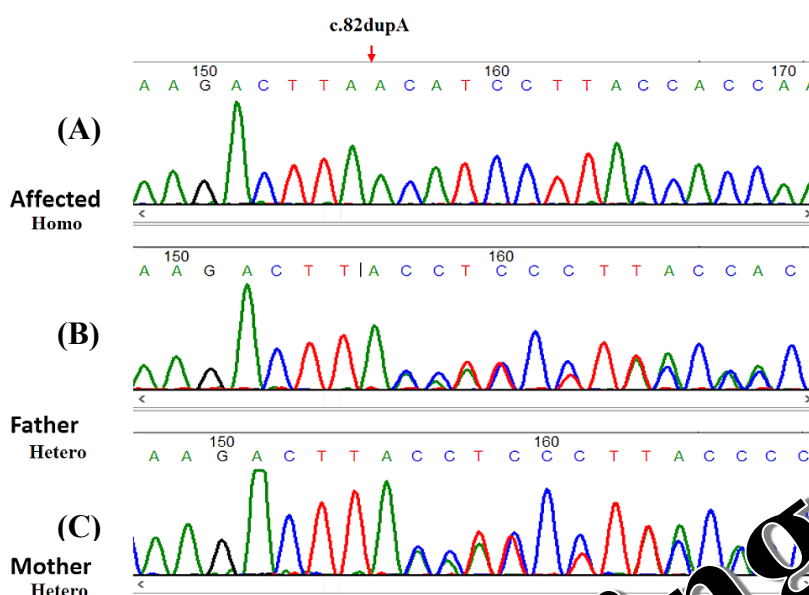 c.82dupA
150 160 170
A A G A C T T A A C A T C C T T A C C A C C A A
(A)
Affected
Homo
150 160
A A G A C T T A C C T C C C T T A C C A C
(B)
Father
Hetero
150 160
A A G A C T T A C C T C C C T T A C C C C
(C)
Mother
Hetero